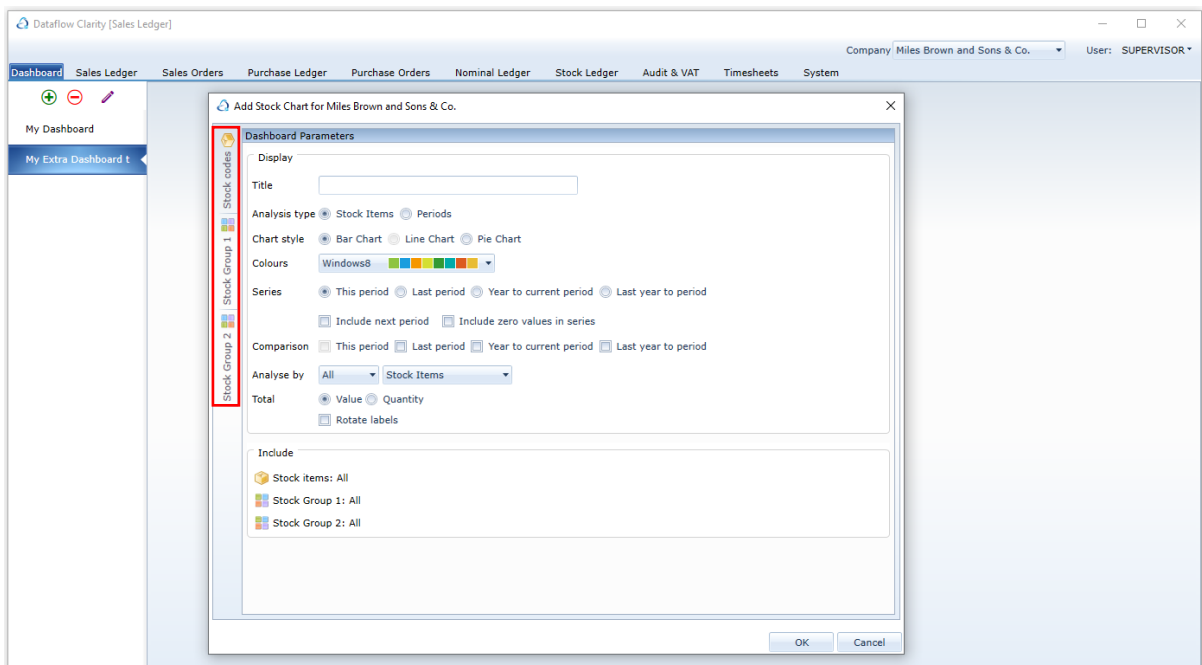 Dataflow Clarity [Sales Ledger]
Company Miles Brown and Sons & Co. User: SUPERVISOR
Dashboard Sales Ledger Sales Orders Purchase Ledger Purchase Orders Nominal Ledger Stock Ledger Audit & VAT Timesheets System
My Dashboard
My Extra Dashboard t
Add Stock Chart for Miles Brown and Sons & Co.
Stock codes
Stock Group 1
Stock Group 2
Dashboard Parameters
Display
Title
Analysis type Stock Items Periods
Chart style Bar Chart Line Chart Pie Chart
Colours Windows8
Series This period Last period Year to current period Last year to period
Include next period Include zero values in series
Comparison This period Last period Year to current period Last year to period
Analyse by All Stock Items
Total Value Quantity
Rotate labels
Include
Stock items: All
Stock Group 1: All
Stock Group 2: All
OK Cancel